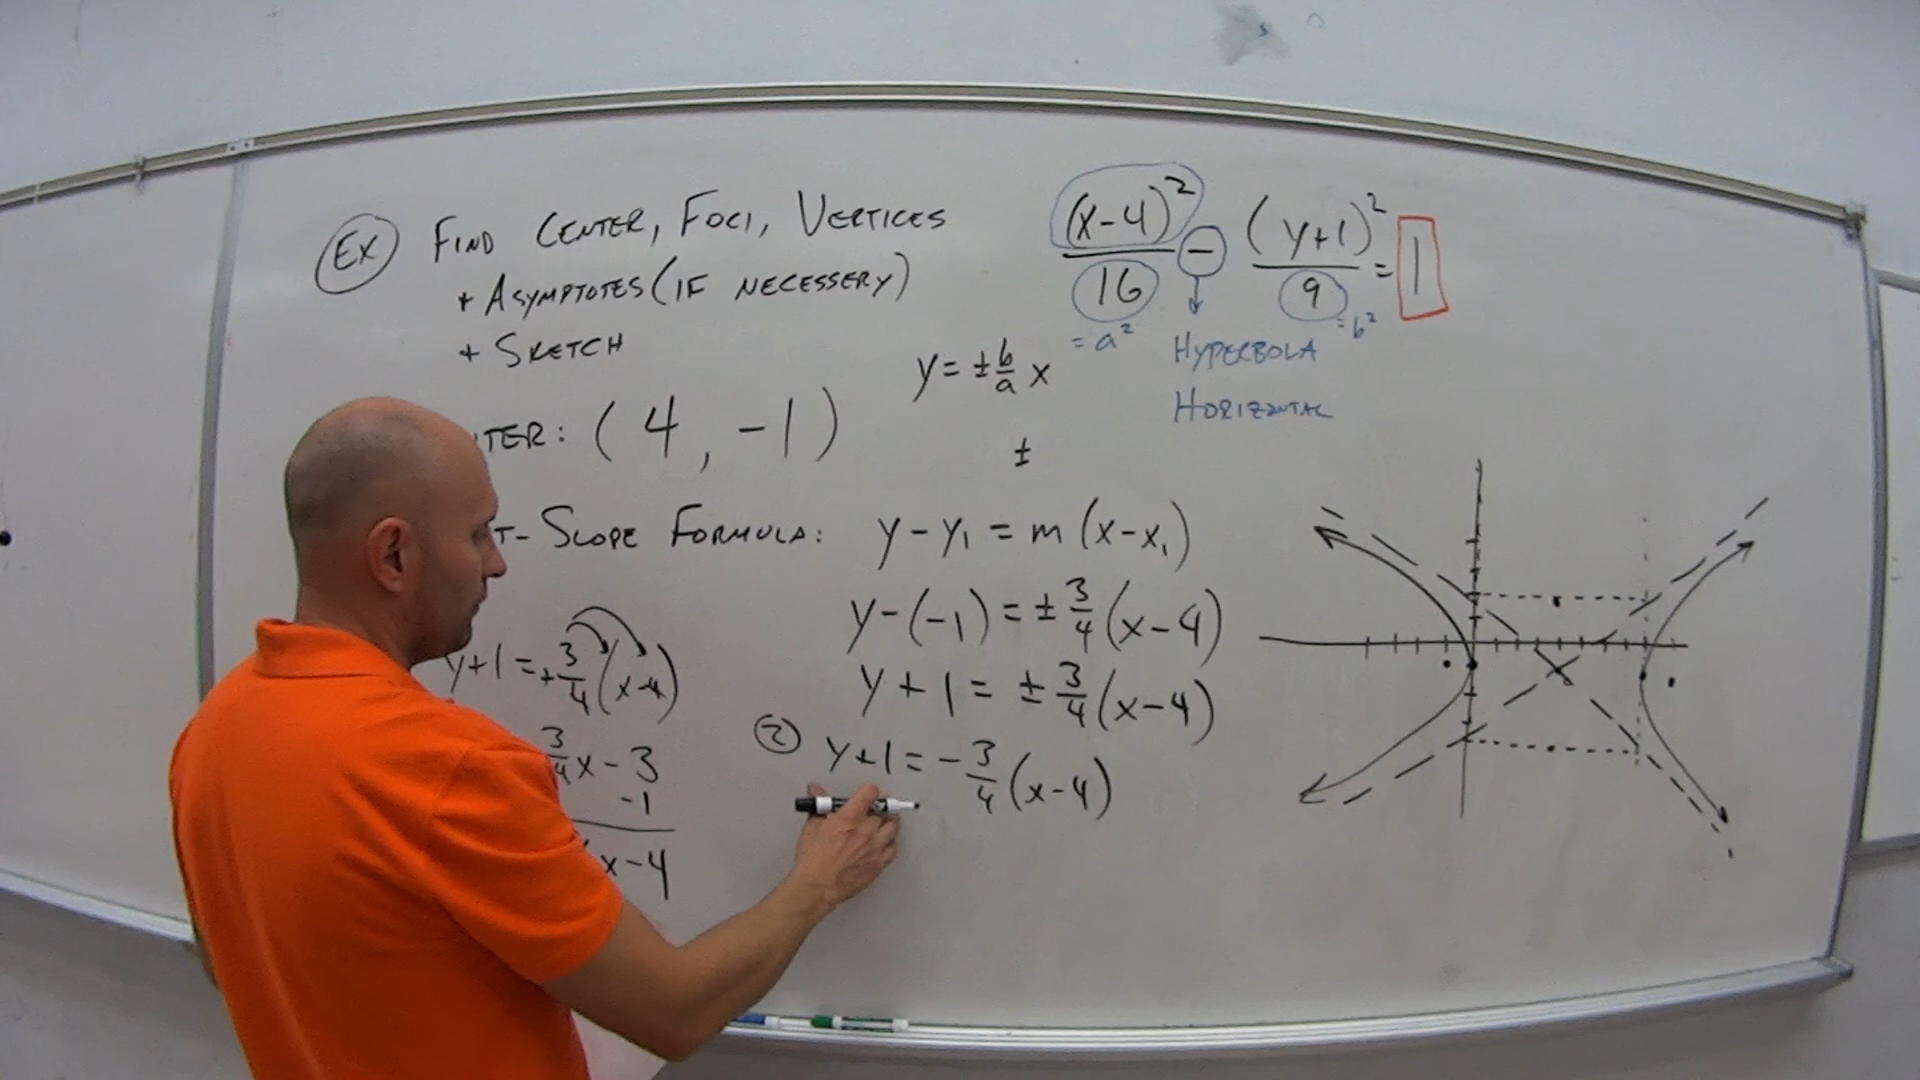 EX FIND CENTER, FOCI, VERTICES
+ ASYMPTOTES (IF NECESSERY)
+ SKETCH
(x-4)²/16 - (y+1)²/9 = 1
= a²
= b²
HYPERBOLA
HORIZONTAL
y = ± b/a x
±
NTER: (4, -1)
T-SLOPE FORMULA: y-y₁ = m(x-x₁)
y-(-1) = ± 3/4 (x-4)
y+1 = ± 3/4 (x-4)
y+1 = + 3/4 (x-4)
3/4 x - 3
-1
x-4
② y+1 = - 3/4 (x-4)